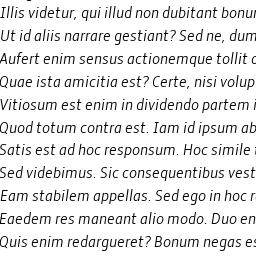 Illis videtur, qui illud non dubitant bonum
Ut id aliis narrare gestiant? Sed ne, dum
Aufert enim sensus actionemque tollit
Quae ista amicitia est? Certe, nisi volup
Vitiosum est enim in dividendo partem i
Quod totum contra est. Iam id ipsum ab
Satis est ad hoc responsum. Hoc simile
Sed videbimus. Sic consequentibus vest
Eam stabilem appellas. Sed ego in hoc r
Eaedem res maneant alio modo. Duo en
Quis enim redargueret? Bonum negas es